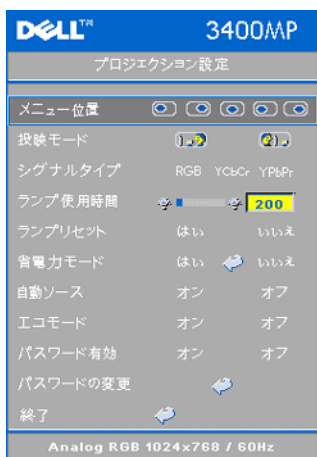 DELL™ 3400MP
プロジェクション設定
メニュー位置
投映モード
シグナルタイプ RGB YCbCr YPbPr
ランプ使用時間 200
ランプリセット はい いいえ
省電力モード はい いいえ
自動ソース オン オフ
エコモード オン オフ
パスワード有効 オン オフ
パスワードの変更
終了
Analog RGB 1024x768 / 60Hz